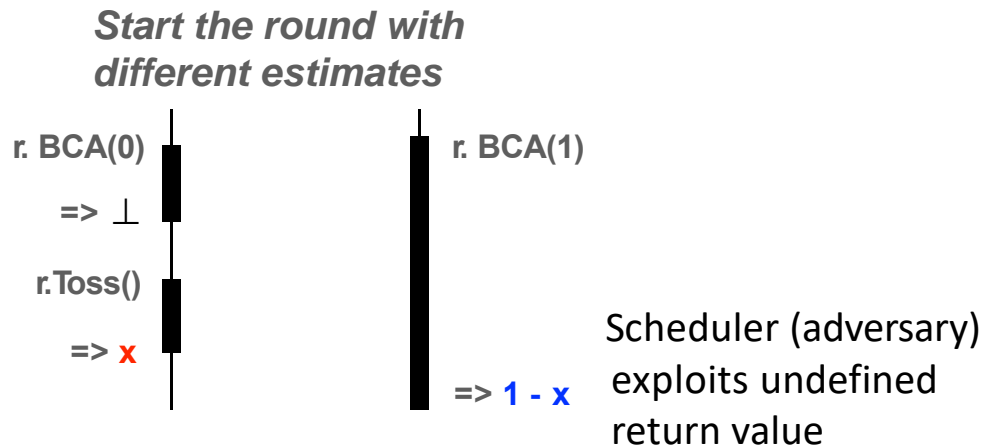 Start the round with
different estimates
r. BCA(0)
r. BCA(1)
=> ⊥
r.Toss()
=> x
=> 1 - x
Scheduler (adversary)
exploits undefined
return value